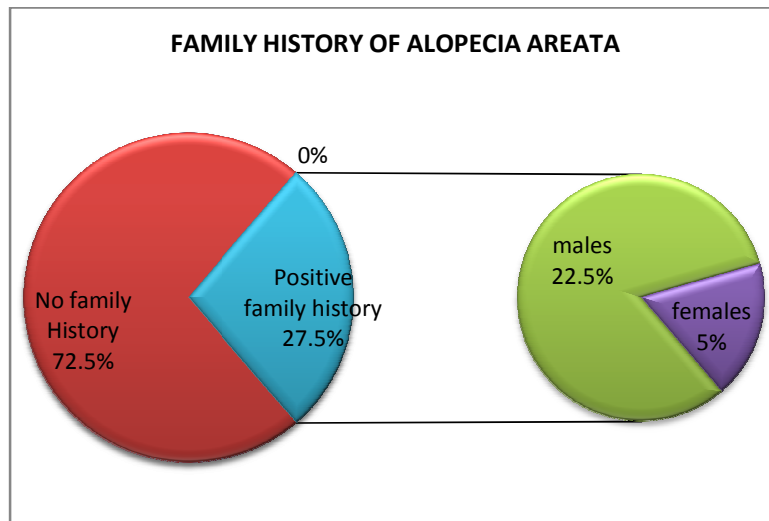 FAMILY HISTORY OF ALOPECIA AREATA
0%
No family
History
72.5%
Positive
family history
27.5%
males
22.5%
females
5%